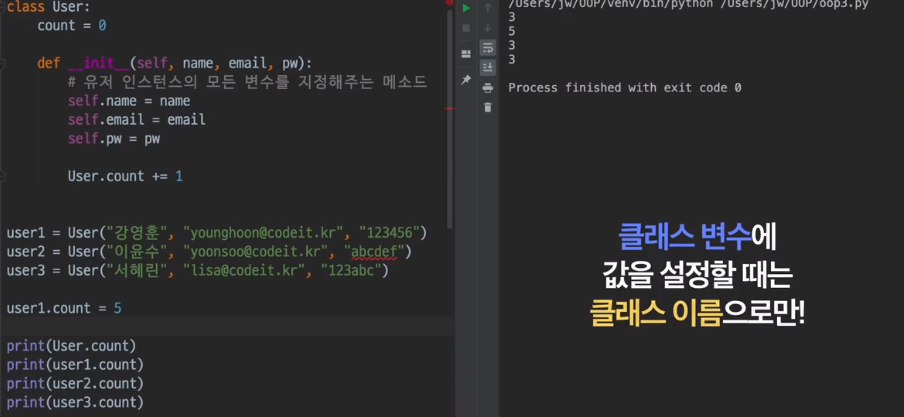 class User:
    count = 0

    def __init__(self, name, email, pw):
        # 유저 인스턴스의 모든 변수를 지정해주는 메소드
        self.name = name
        self.email = email
        self.pw = pw

        User.count += 1

user1 = User("강영훈", "younghoon@codeit.kr", "123456")
user2 = User("이윤수", "yoonsoo@codeit.kr", "abcdef")
user3 = User("서혜린", "lisa@codeit.kr", "123abc")

user1.count = 5

print(User.count)
print(user1.count)
print(user2.count)
print(user3.count)
/Users/jw/OOP/venv/bin/python /Users/jw/OOP/oop3.py
3
5
3
3

Process finished with exit code 0

클래스 변수에
값을 설정할 때는
클래스 이름으로만!